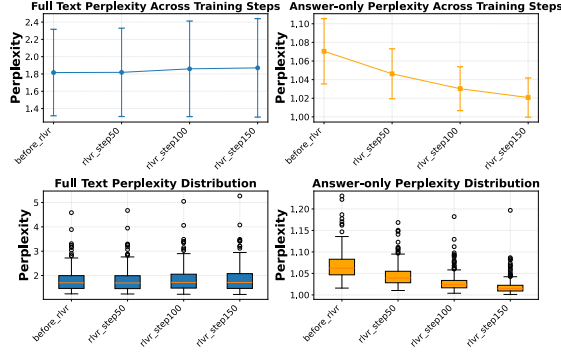 Full Text Perplexity Across Training Steps
Perplexity
2.4
2.2
2.0
1.8
1.6
1.4
before_rlvr
rlvr_step50
rlvr_step100
rlvr_step150
Answer-only Perplexity Across Training Steps
Perplexity
1,10
1,08
1,06
1,04
1,02
1,00
before_rlvr
rlvr_step50
rlvr_step100
rlvr_step150
Full Text Perplexity Distribution
Perplexity
5
4
3
2
before_rlvr
rlvr_step50
rlvr_step100
rlvr_step150
Answer-only Perplexity Distribution
Perplexity
1,20
1.15
1.10
1.05
1.00
before_rlvr
rlvr_step50
rlvr_step100
rlvr_step150